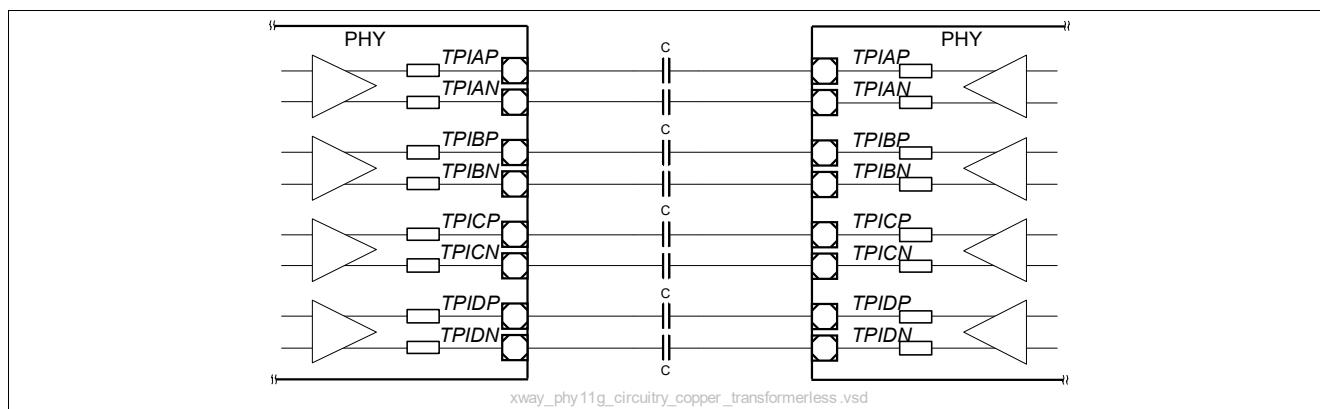 PHY PHY
C
TPIAP TPIAP
TPIAN TPIAN
C
TPIBP TPIBP
TPIBN TPIBN
C
TPICP TPICP
TPICN TPICN
C
TPIDP TPIDP
TPIDN TPIDN
C
xway_phy11g_circuitry_copper_transformerless.vsd